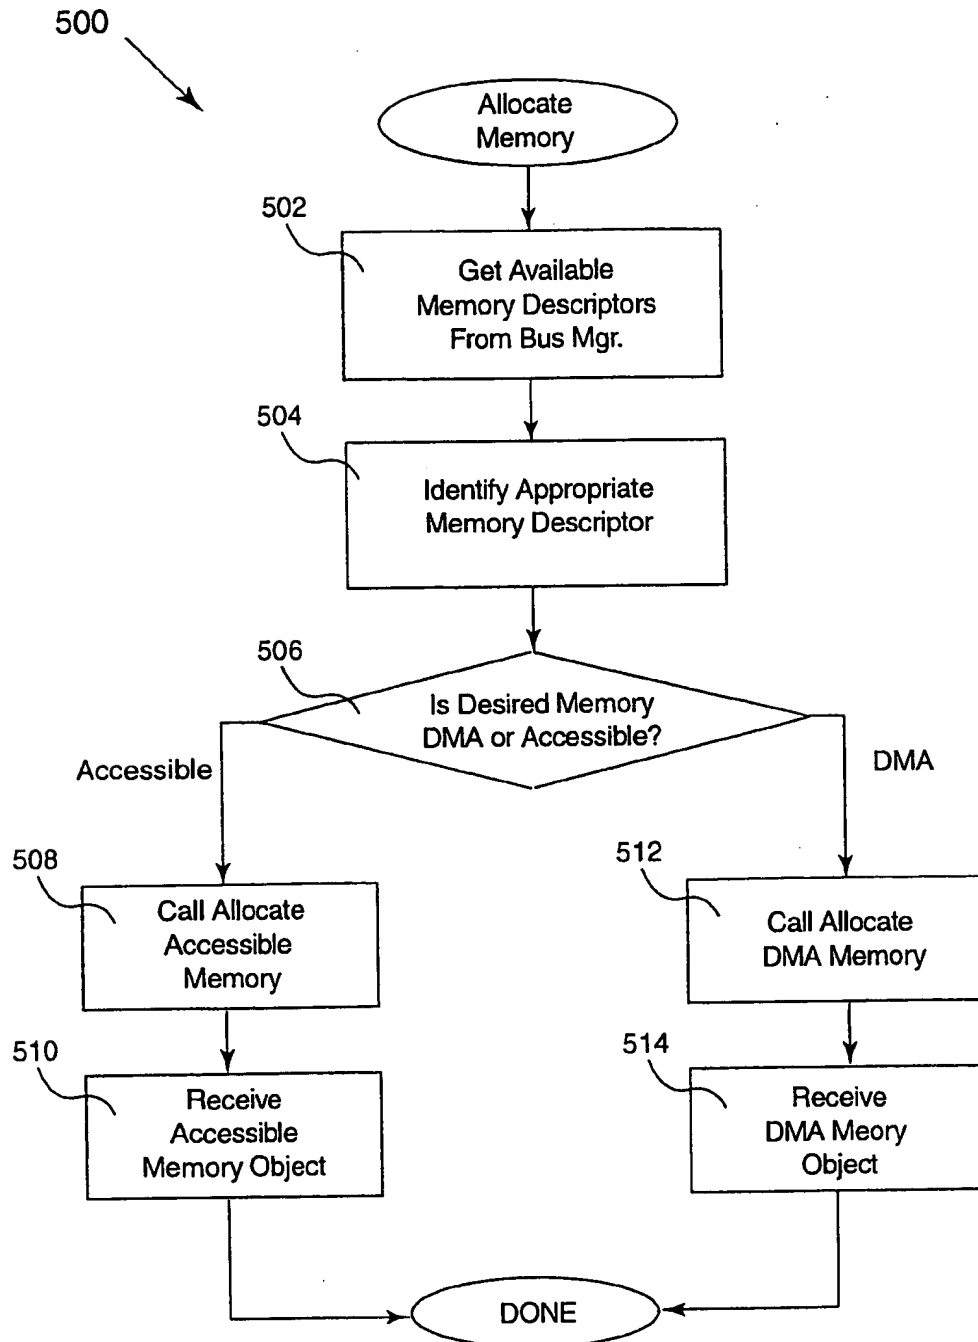 500
Allocate
Memory
502
Get Available
Memory Descriptors
From Bus Mgr.
504
Identify Appropriate
Memory Descriptor
506
Is Desired Memory
DMA or Accessible?
Accessible
DMA
508
Call Allocate
Accessible
Memory
512
Call Allocate
DMA Memory
510
Receive
Accessible
Memory Object
514
Receive
DMA Meory
Object
DONE